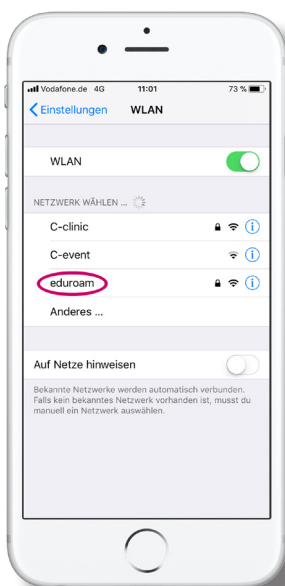 Vodafone.de 4G 11:01 73 %
Einstellungen WLAN
WLAN
NETZWERK WÄHLEN ...
C-clinic
C-event
eduroam
Anderes ...
Auf Netze hinweisen
Bekannte Netzwerke werden automatisch verbunden.
Falls kein bekanntes Netzwerk vorhanden ist, musst du
manuell ein Netzwerk auswählen.